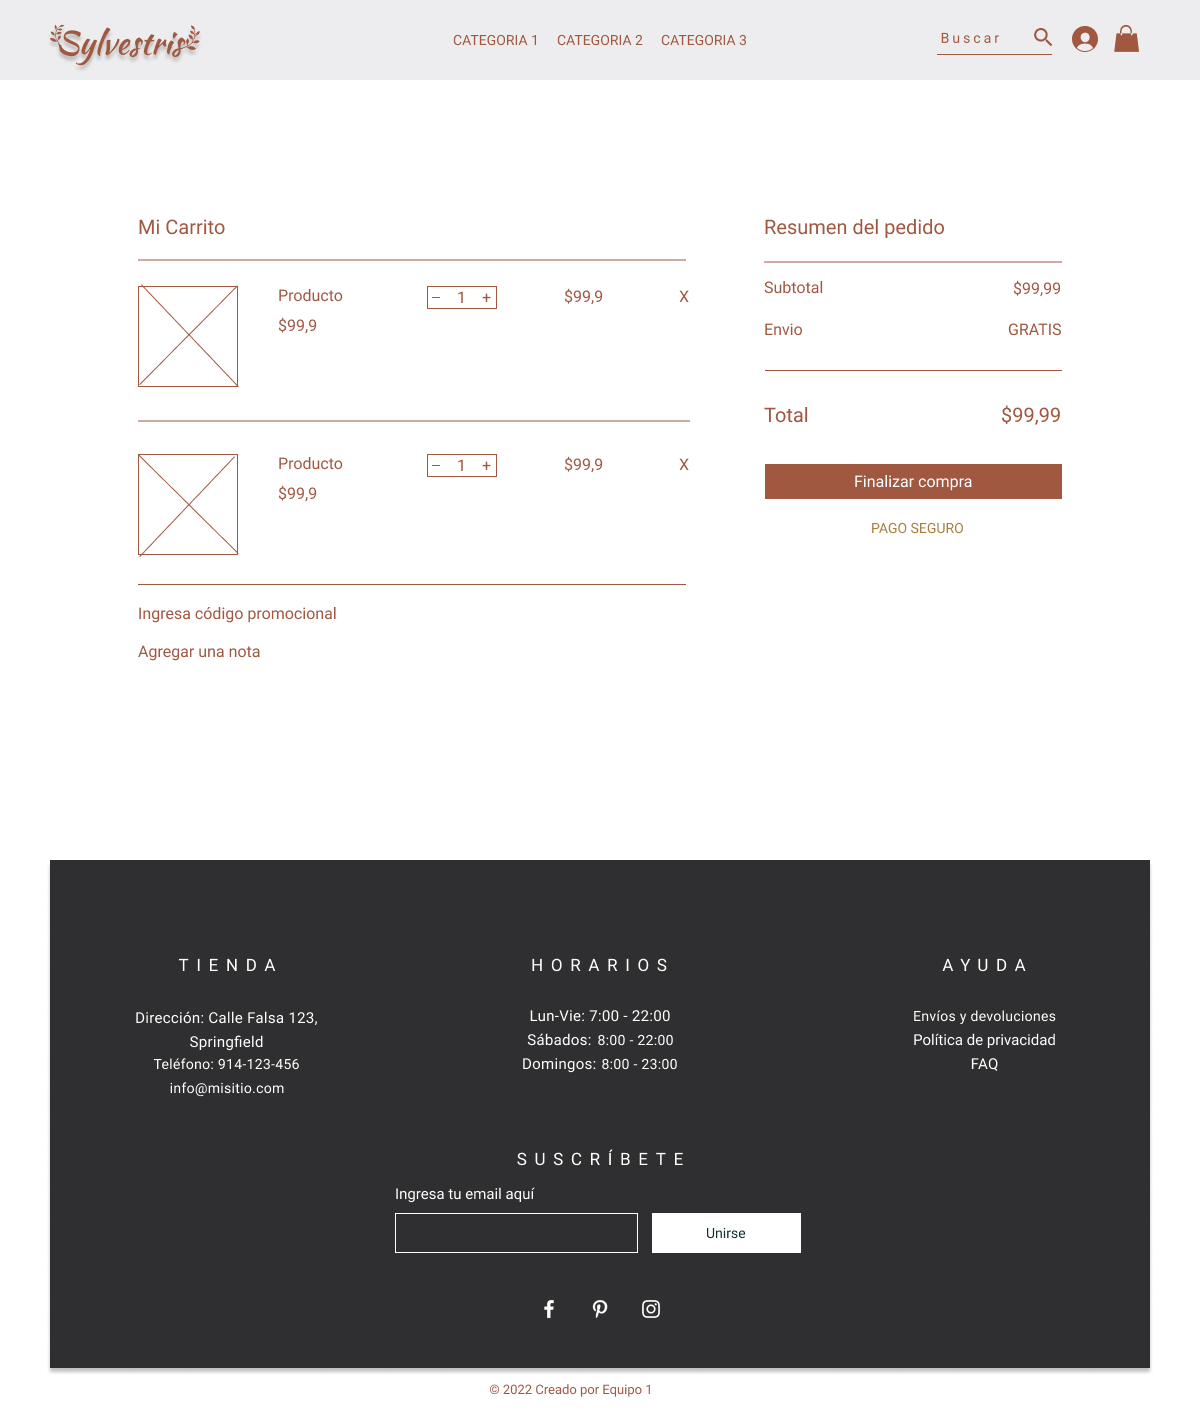 Sylvestris
CATEGORIA 1 CATEGORIA 2 CATEGORIA 3
Buscar
Mi Carrito
Producto
$99,9
– 1 +
$99,9
X
Producto
$99,9
– 1 +
$99,9
X
Ingresa código promocional
Agregar una nota
Resumen del pedido
Subtotal $99,99
Envio GRATIS
Total $99,99
Finalizar compra
PAGO SEGURO
TIENDA
Dirección: Calle Falsa 123,
Springfield
Teléfono: 914-123-456
info@misitio.com
HORARIOS
Lun-Vie: 7:00 - 22:00
Sábados: 8:00 - 22:00
Domingos: 8:00 - 23:00
AYUDA
Envíos y devoluciones
Política de privacidad
FAQ
SUSCRÍBETE
Ingresa tu email aquí
Unirse
© 2022 Creado por Equipo 1